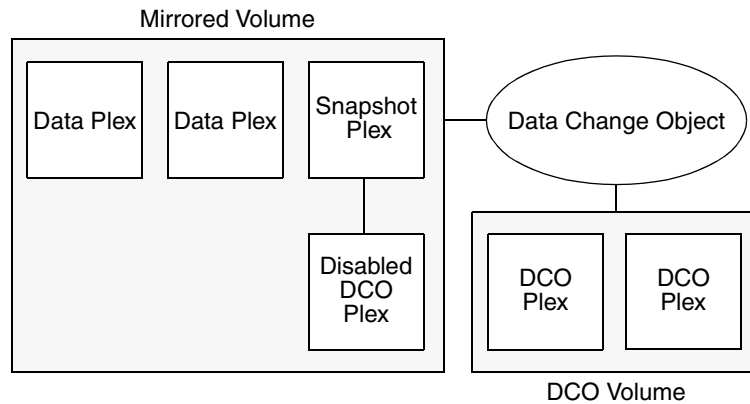 Mirrored Volume
Data Plex
Data Plex
Snapshot
Plex
Data Change Object
Disabled
DCO
Plex
DCO
Plex
DCO
Plex
DCO Volume